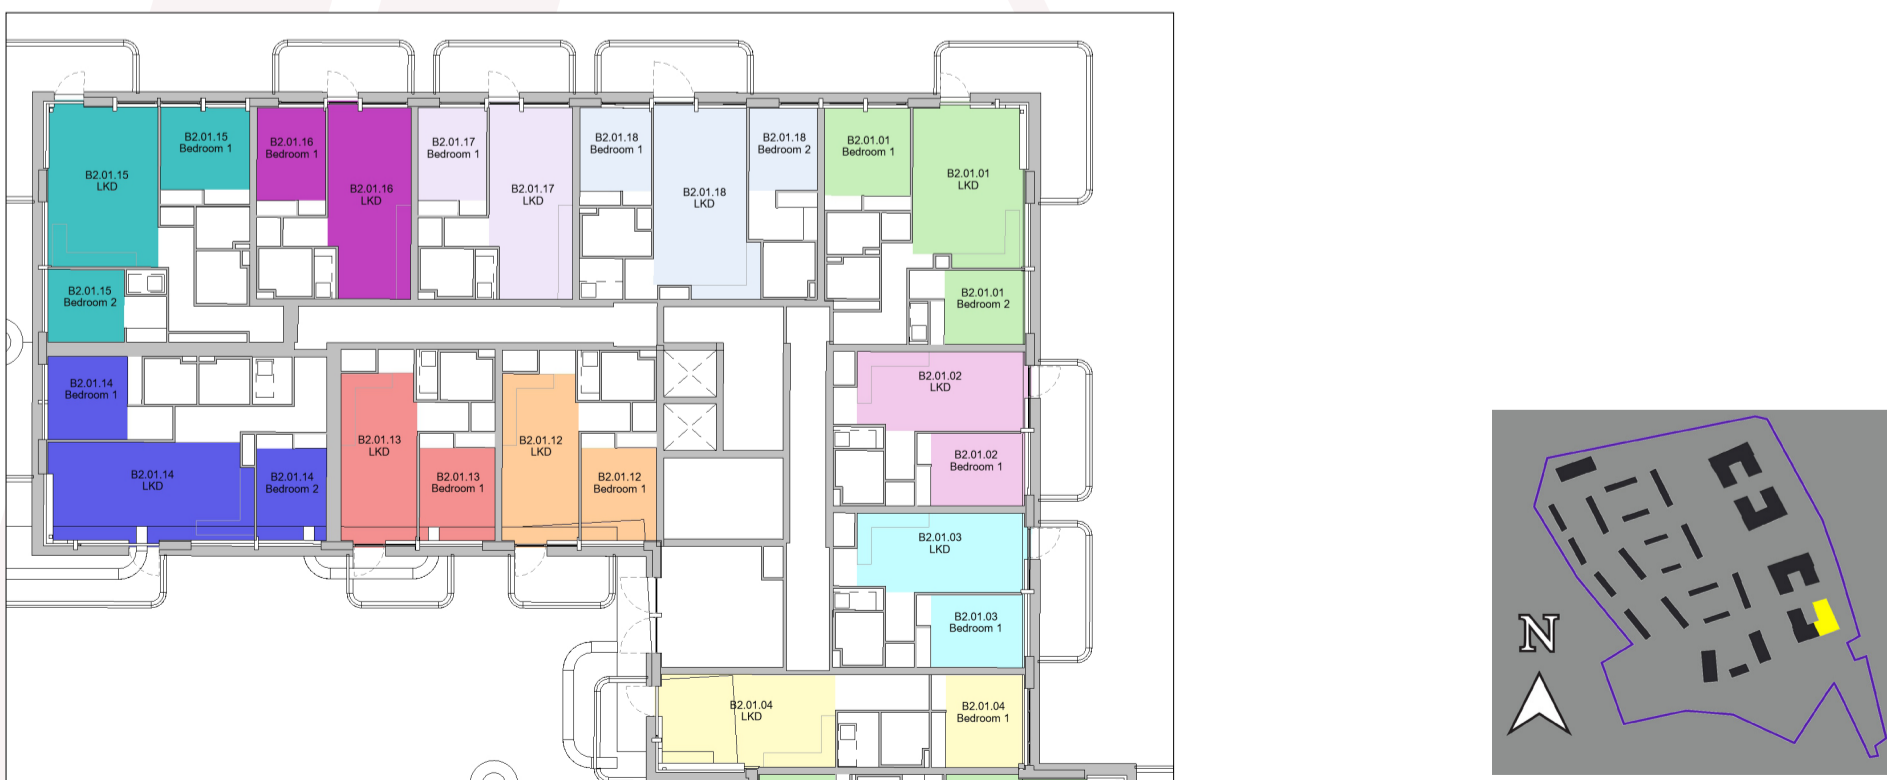 B2.01.15
LKD
B2.01.15
Bedroom 1
B2.01.16
Bedroom 1
B2.01.16
LKD
B2.01.17
Bedroom 1
B2.01.17
LKD
B2.01.18
Bedroom 1
B2.01.18
LKD
B2.01.18
Bedroom 2
B2.01.01
Bedroom 1
B2.01.01
LKD
B2.01.15
Bedroom 2
B2.01.01
Bedroom 2
B2.01.14
Bedroom 1
B2.01.02
LKD
B2.01.13
LKD
B2.01.12
LKD
B2.01.02
Bedroom 1
B2.01.14
LKD
B2.01.14
Bedroom 2
B2.01.13
Bedroom 1
B2.01.12
Bedroom 1
B2.01.03
LKD
B2.01.03
Bedroom 1
B2.01.04
LKD
B2.01.04
Bedroom 1
N